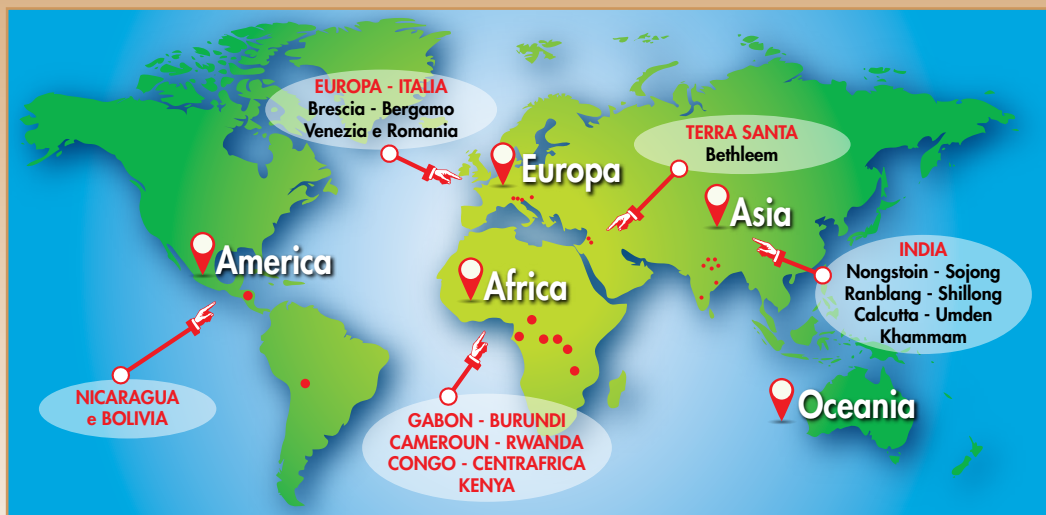 EUROPA - ITALIA
Brescia - Bergamo
Venezia e Romania
TERRA SANTA
Bethleem
Europa
Asia
America
Africa
INDIA
Nongstoin - Sojong
Ranblang - Shillong
Calcutta - Umden
Khammam
NICARAGUA
e BOLIVIA
GABON - BURUNDI
CAMEROUN - RWANDA
CONGO - CENTRAFRICA
KENYA
Oceania